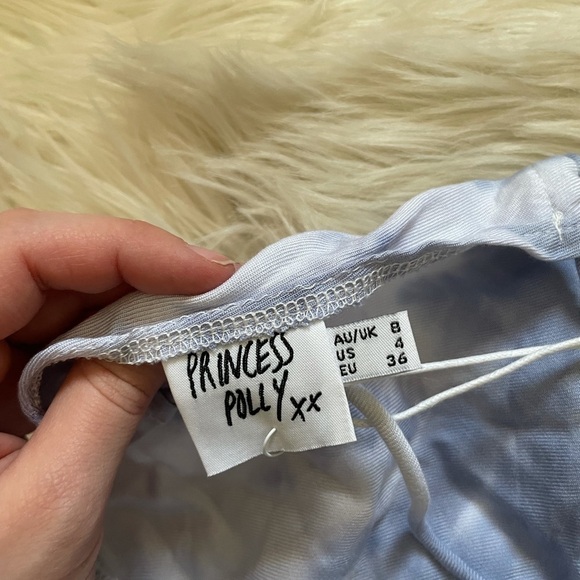 PRINCESS
POLLY xx
AU/UK 8
US 4
EU 36